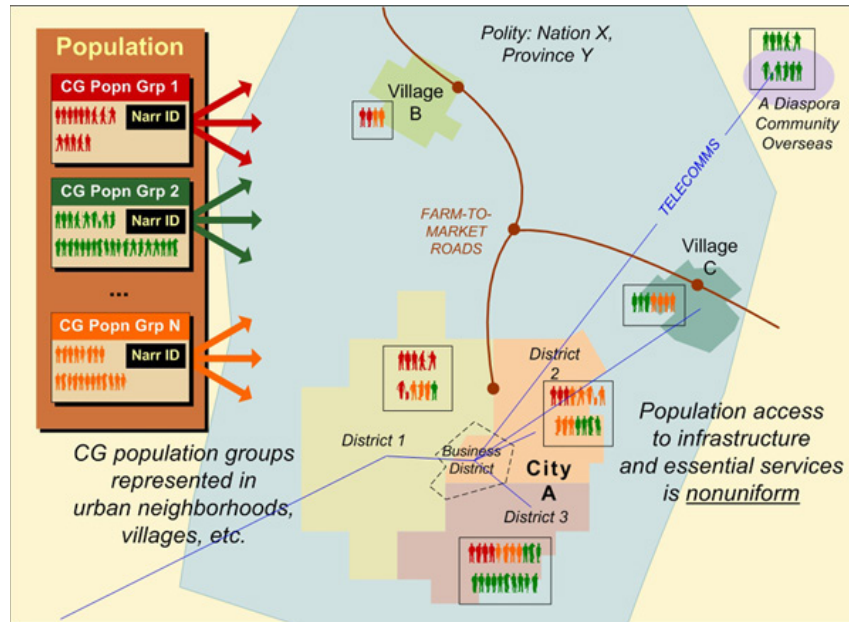 Population
CG Popn Grp 1
Narr ID
CG Popn Grp 2
Narr ID
...
CG Popn Grp N
Narr ID
CG population groups
represented in
urban neighborhoods,
villages, etc.
Polity: Nation X,
Province Y
Village
B
FARM-TO-
MARKET
ROADS
TELECOMMS
A Diaspora
Community
Overseas
Village
C
District
2
District 1
Business
District
City
A
District 3
Population access
to infrastructure
and essential services
is nonuniform